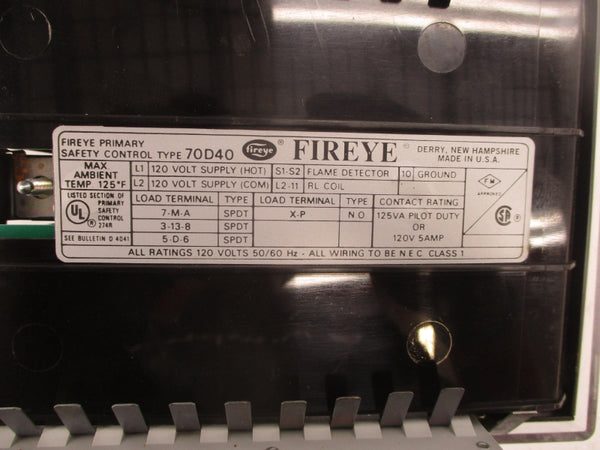 FIREYE PRIMARY
SAFETY CONTROL TYPE 70D40 fireye ® FIREYE ® DERRY, NEW HAMPSHIRE
MADE IN U.S.A.
MAX AMBIENT TEMP 125°F
L1 120 VOLT SUPPLY (HOT) S1-S2 FLAME DETECTOR 10 GROUND
L2 120 VOLT SUPPLY (COM) L2-11 RL COIL
LOAD TERMINAL TYPE LOAD TERMINAL TYPE CONTACT RATING
7-M-A SPDT X-P N O 125VA PILOT DUTY
3-13-8 SPDT OR
5-D-6 SPDT 120V 5AMP
LISTED SECTION OF
UL ® PRIMARY
SAFETY
CONTROL
274R
SEE BULLETIN D 4041
FM
APPROVED
SA
ALL RATINGS 120 VOLTS 50/60 Hz - ALL WIRING TO BE N E C CLASS 1